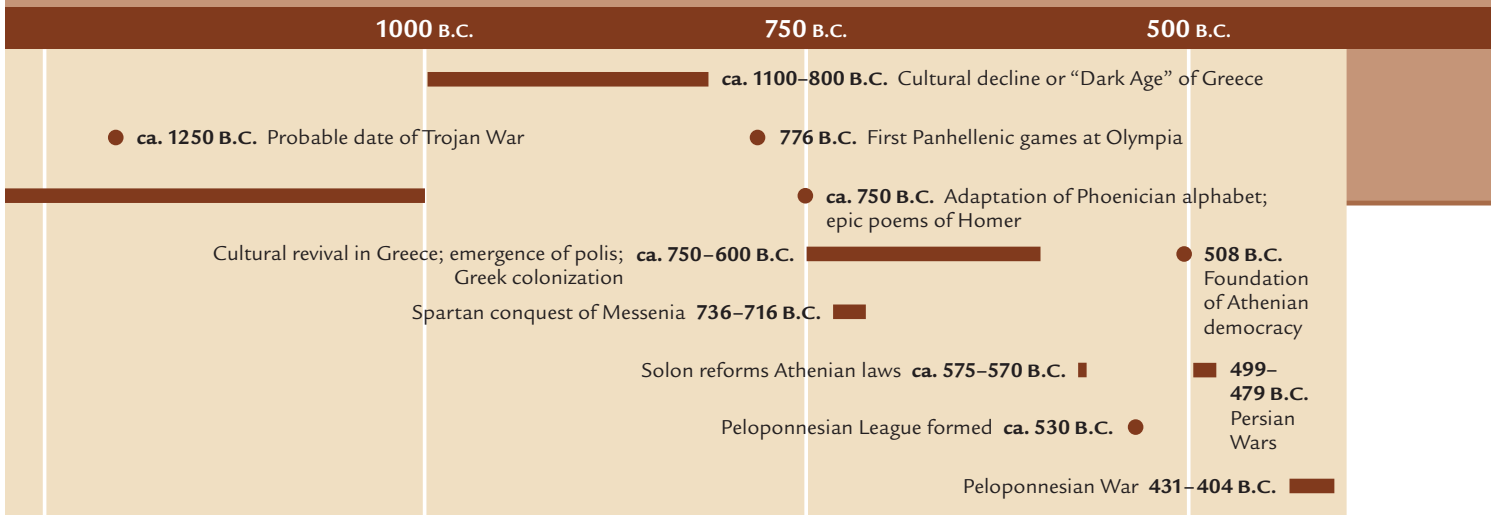 1000 B.C. 750 B.C. 500 B.C.
ca. 1100–800 B.C. Cultural decline or “Dark Age” of Greece
ca. 1250 B.C. Probable date of Trojan War
776 B.C. First Panhellenic games at Olympia
ca. 750 B.C. Adaptation of Phoenician alphabet;
epic poems of Homer
Cultural revival in Greece; emergence of polis; ca. 750–600 B.C.
Greek colonization
508 B.C.
Foundation
of Athenian
democracy
Spartan conquest of Messenia 736–716 B.C.
Solon reforms Athenian laws ca. 575–570 B.C.
499–
479 B.C.
Persian
Wars
Peloponnesian League formed ca. 530 B.C.
Peloponnesian War 431–404 B.C.